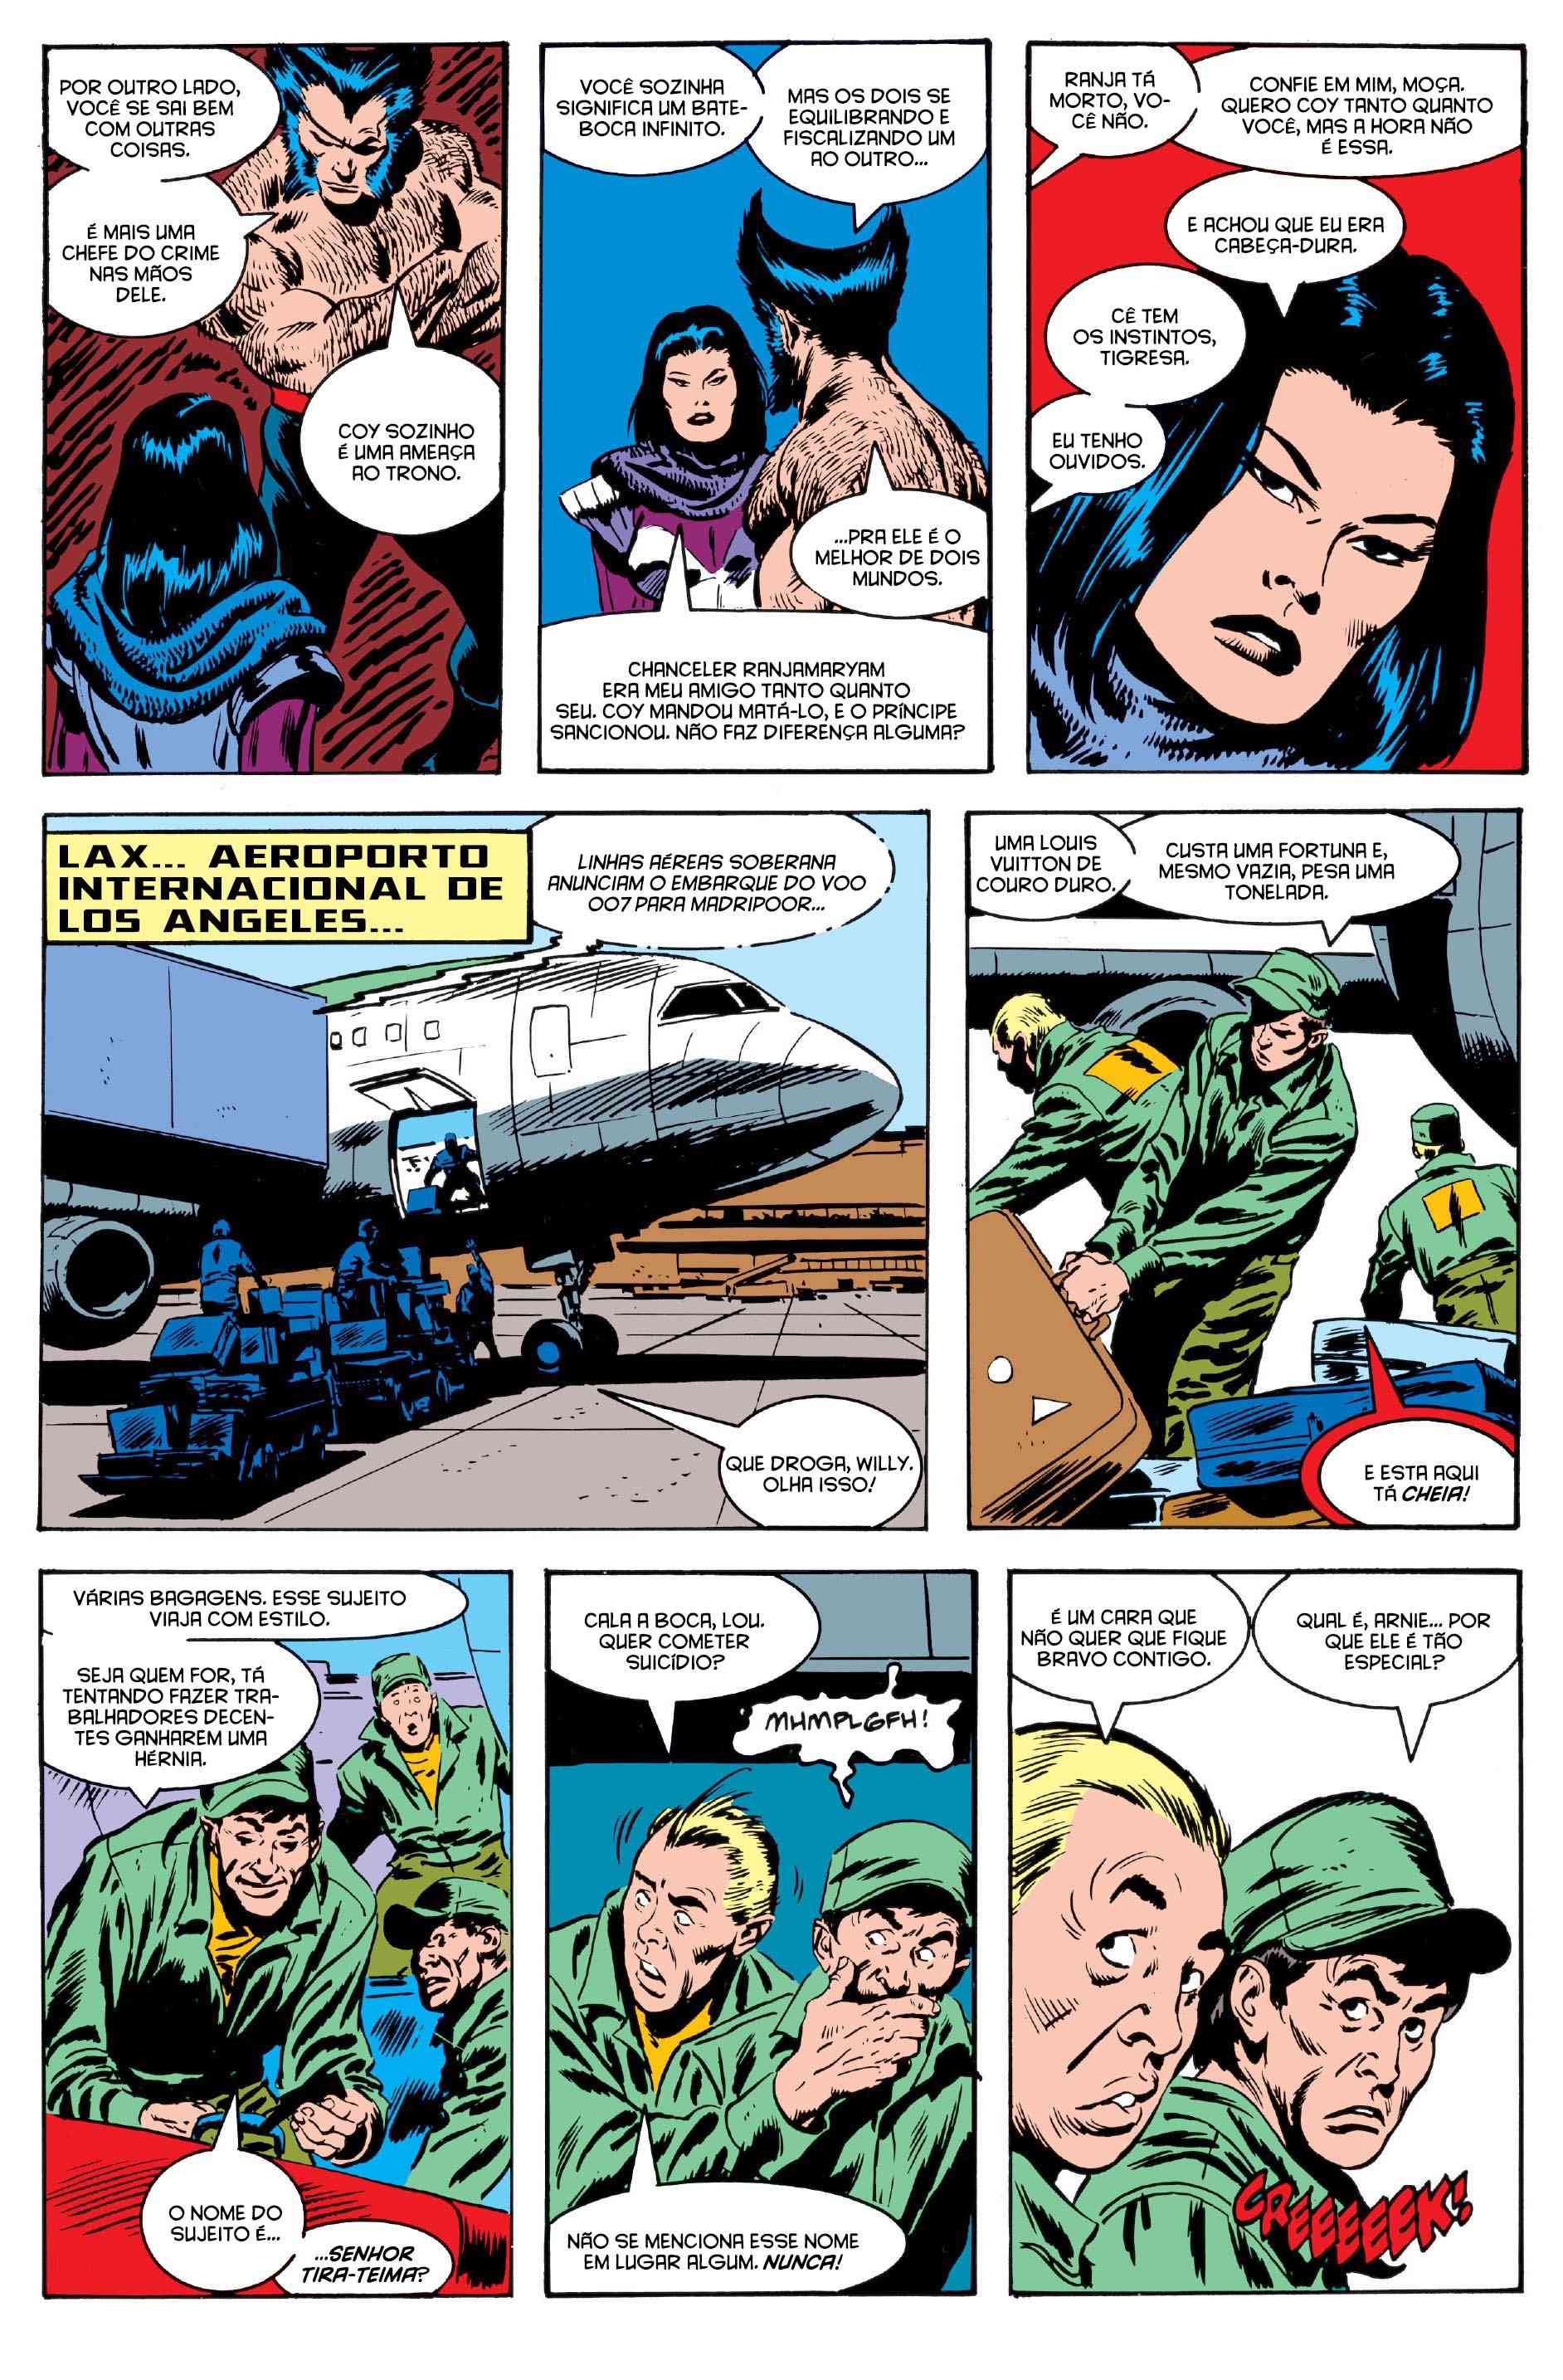 POR OUTRO LADO,
VOCÊ SE SAI BEM
COM OUTRAS
COISAS.
É MAIS UMA
CHEFE DO CRIME
NAS MÃOS
DELE.
COY SOZINHO
É UMA AMEAÇA
AO TRONO.
VOCÊ SOZINHA
SIGNIFICA UM BATE-
BOCA INFINITO.
MAS OS DOIS SE
EQUILIBRANDO E
FISCALIZANDO UM
AO OUTRO...
...PRA ELE É O
MELHOR DE DOIS
MUNDOS.
CHANCELER RANJAMARYAM
ERA MEU AMIGO TANTO QUANTO
SEU. COY MANDOU MATÁ-LO, E O PRÍNCIPE
SANCIONOU. NÃO FAZ DIFERENÇA ALGUMA?
RANJA TÁ
MORTO, VO-
CÊ NÃO.
CONFIE EM MIM, MOÇA.
QUERO COY TANTO QUANTO
VOCÊ, MAS A HORA NÃO
É ESSA.
E ACHOU QUE EU ERA
CABEÇA-DURA.
CÊ TEM
OS INSTINTOS,
TIGRESA.
EU TENHO
OUVIDOS.
LAX... AEROPORTO
INTERNACIONAL DE
LOS ANGELES...
LINHAS AÉREAS SOBERANA
ANUNCIAM O EMBARQUE DO VOO
007 PARA MADRIPOOR...
QUE DROGA, WILLY.
OLHA ISSO!
UMA LOUIS
VUITTON DE
COURO DURO.
CUSTA UMA FORTUNA E,
MESMO VAZIA, PESA UMA
TONELADA.
E ESTA AQUI
TÁ CHEIA!
VÁRIAS BAGAGENS. ESSE SUJEITO
VIAJA COM ESTILO.
SEJA QUEM FOR, TÁ
TENTANDO FAZER TRA-
BALHADORES DECEN-
TES GANHAREM UMA
HÉRNIA.
O NOME DO
SUJEITO É...
...SENHOR
TIRA-TEIMA?
CALA A BOCA, LOU.
QUER COMETER
SUICÍDIO?
MHMPLGFH!
NÃO SE MENCIONA ESSE NOME
EM LUGAR ALGUM. NUNCA!
É UM CARA QUE
NÃO QUER QUE FIQUE
BRAVO CONTIGO.
QUAL É, ARNIE... POR
QUE ELE É TÃO
ESPECIAL?
CREEEEEEK!